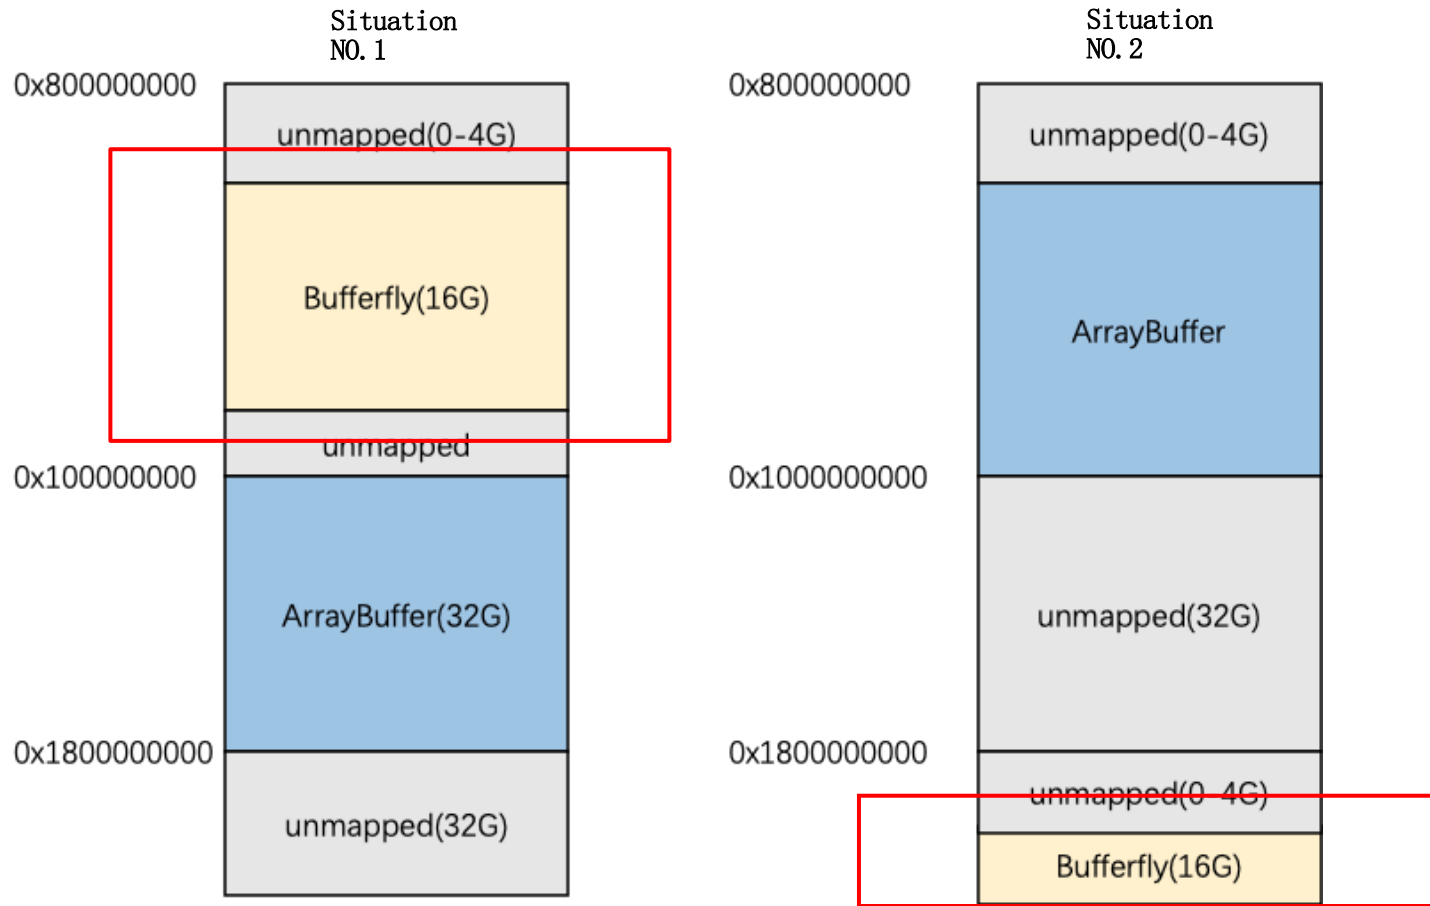 Situation
NO.1
0x800000000
unmapped(0-4G)
Bufferfly(16G)
unmapped
0x100000000
ArrayBuffer(32G)
0x1800000000
unmapped(32G)
Situation
NO.2
0x800000000
unmapped(0-4G)
ArrayBuffer
0x1000000000
unmapped(32G)
0x1800000000
unmapped(0-4G)
Bufferfly(16G)